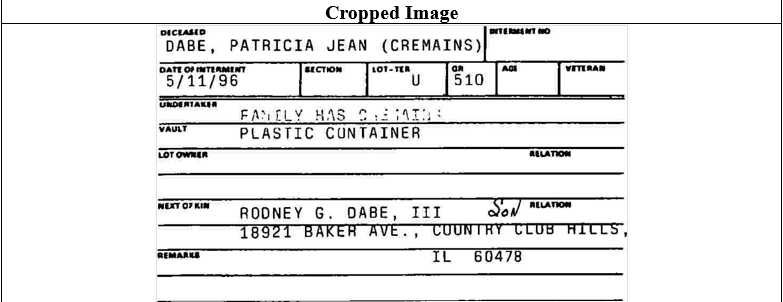 Cropped Image
DECEASED INTERMENT NO
DABE, PATRICIA JEAN (CREMAINS)
DATE OF INTERMENT SECTION LOT-TER GR AGE VETERAN
5/11/96 U 510
UNDERTAKER
FAMILY HAS CREMAINS
VAULT
PLASTIC CONTAINER
LOT OWNER RELATION
NEXT OF KIN RELATION
RODNEY G. DABE, III Son
18921 BAKER AVE., COUNTRY CLUB HILLS,
REMARKS
IL 60478